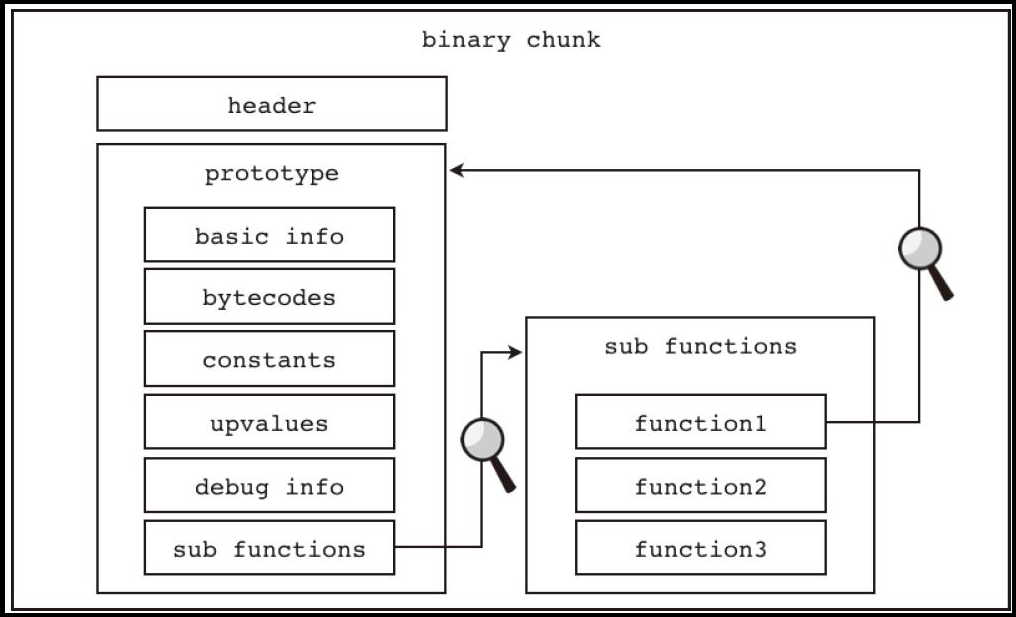 binary chunk
header
prototype
basic info
bytecodes
constants
upvalues
debug info
sub functions
sub functions
function1
function2
function3